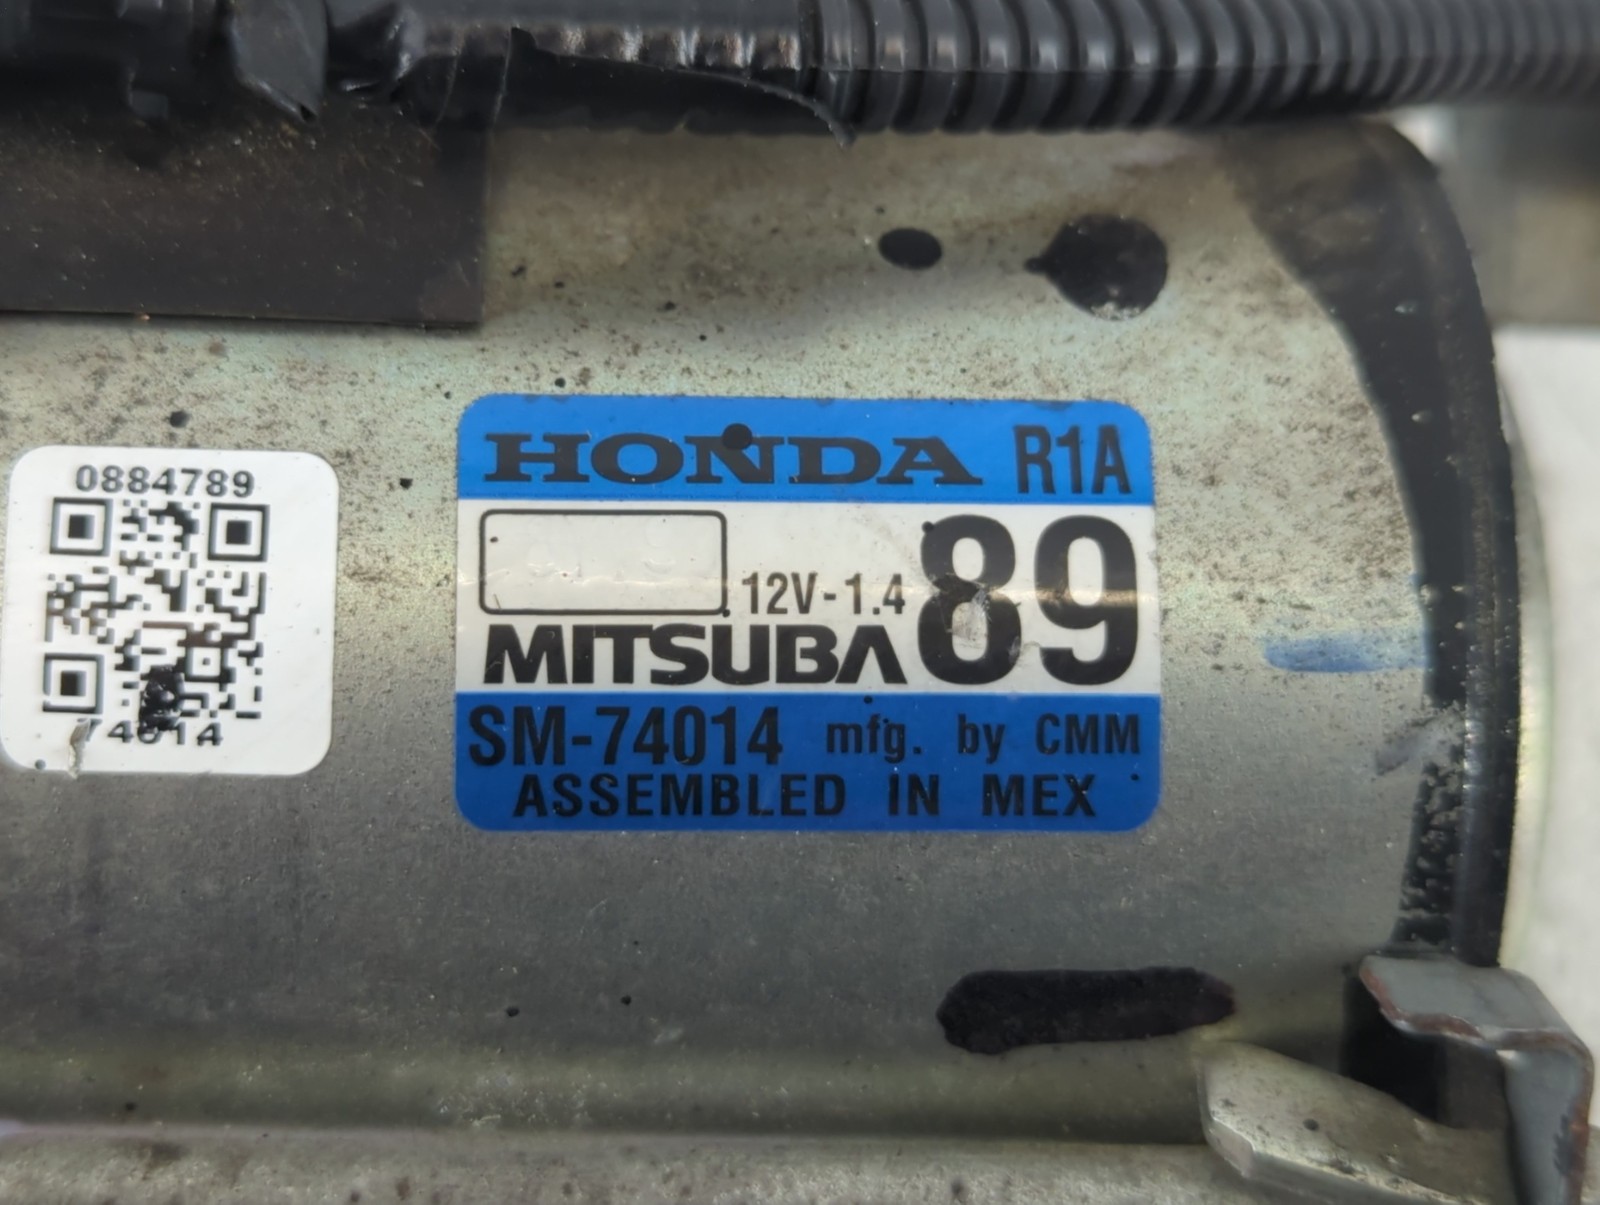 0884789
74014
HONDA R1A
12V-1.4
MITSUBA 89
SM-74014 mfg. by CMM
ASSEMBLED IN MEX